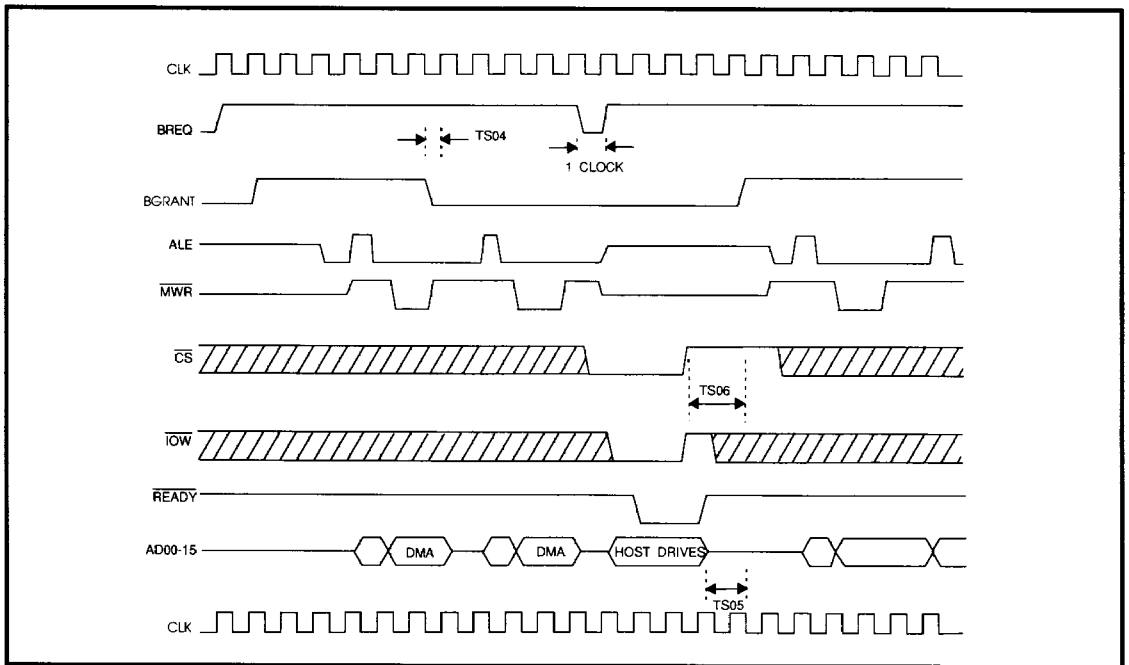 CLK
BREQ
TS04
1 CLOCK
BGRANT
ALE
MWR
CS
TS06
IOW
READY
AD00-15
DMA
DMA
HOST DRIVES
TS05
CLK